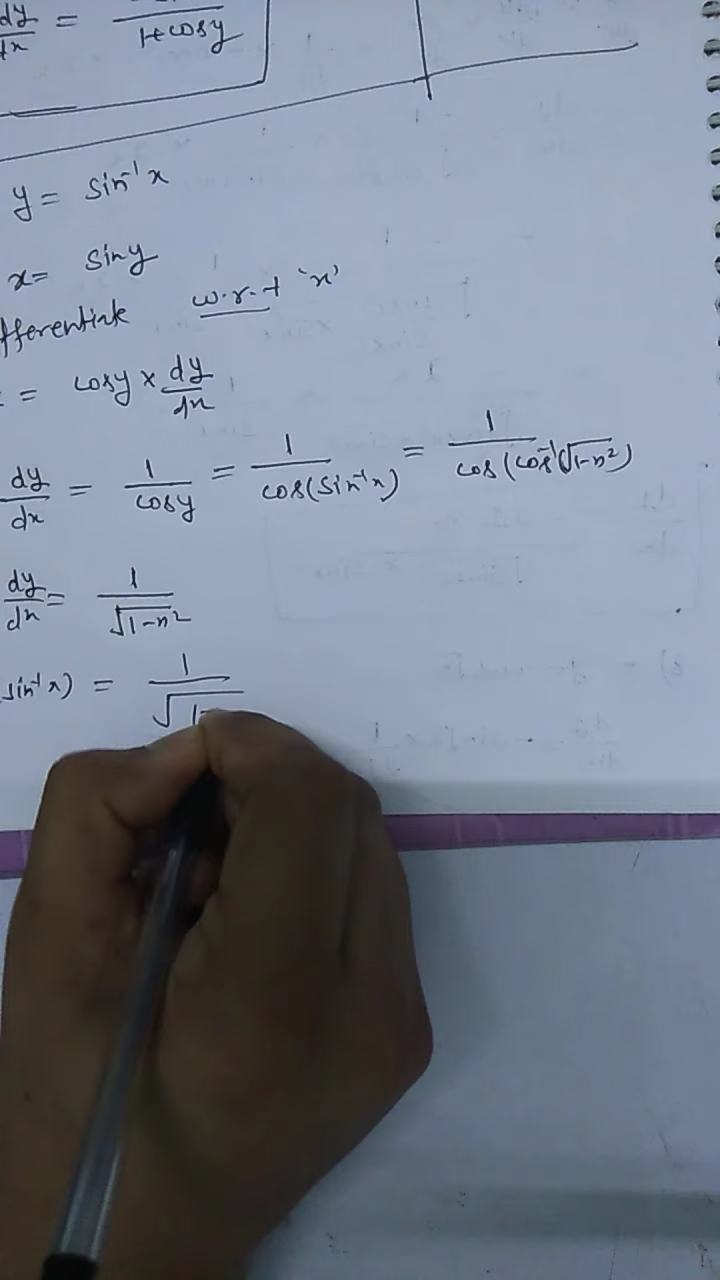 dy/dx = 1+cosy
y = sin⁻¹x
x = siny
fferentiate w.r.t 'x'
= cosy × dy/dx
dy/dx = 1/cosy = 1/cos(sin⁻¹x) = 1/cos(cos⁻¹√1-x²)
dy/dx = 1/√1-x²
sin⁻¹x) = 1/√1-